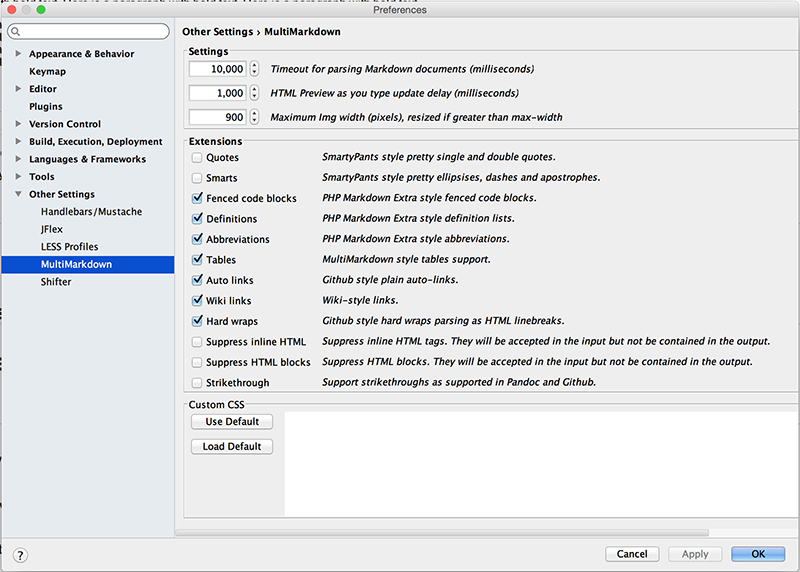 Preferences
Appearance & Behavior
Keymap
Editor
Plugins
Version Control
Build, Execution, Deployment
Languages & Frameworks
Tools
Other Settings
Handlebars/Mustache
JFlex
LESS Profiles
MultiMarkdown
Shifter
Other Settings › MultiMarkdown
Settings
10,000 Timeout for parsing Markdown documents (milliseconds)
1,000 HTML Preview as you type update delay (milliseconds)
900 Maximum Img width (pixels), resized if greater than max-width
Extensions
Quotes SmartyPants style pretty single and double quotes.
Smarts SmartyPants style pretty ellipsises, dashes and apostrophes.
Fenced code blocks PHP Markdown Extra style fenced code blocks.
Definitions PHP Markdown Extra style definition lists.
Abbreviations PHP Markdown Extra style abbreviations.
Tables MultiMarkdown style tables support.
Auto links Github style plain auto-links.
Wiki links Wiki-style links.
Hard wraps Github style hard wraps parsing as HTML linebreaks.
Suppress inline HTML Suppress inline HTML tags. They will be accepted in the input but not be contained in the output.
Suppress HTML blocks Suppress HTML blocks. They will be accepted in the input but not be contained in the output.
Strikethrough Support strikethroughs as supported in Pandoc and Github.
Custom CSS
Use Default
Load Default
? Cancel Apply OK